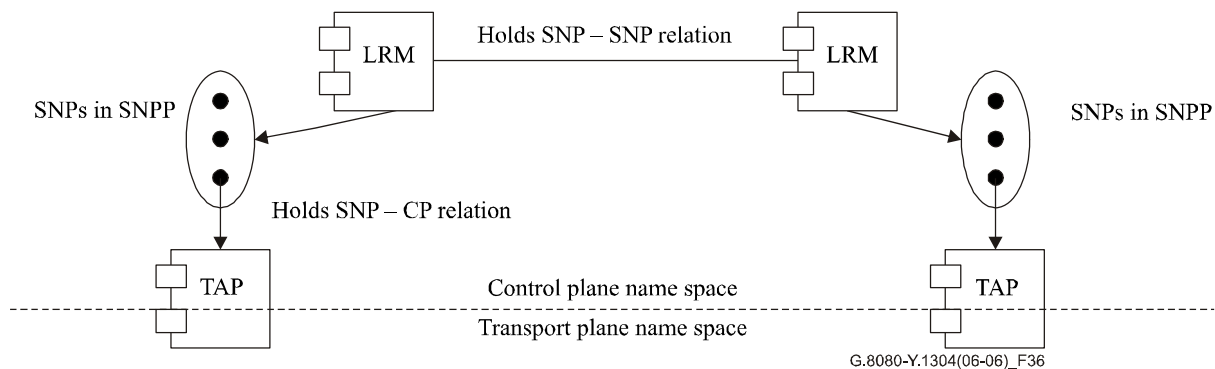 Holds SNP – SNP relation
LRM
LRM
SNPs in SNPP
SNPs in SNPP
Holds SNP – CP relation
TAP
TAP
Control plane name space
Transport plane name space
G.8080-Y.1304(06-06)_F36